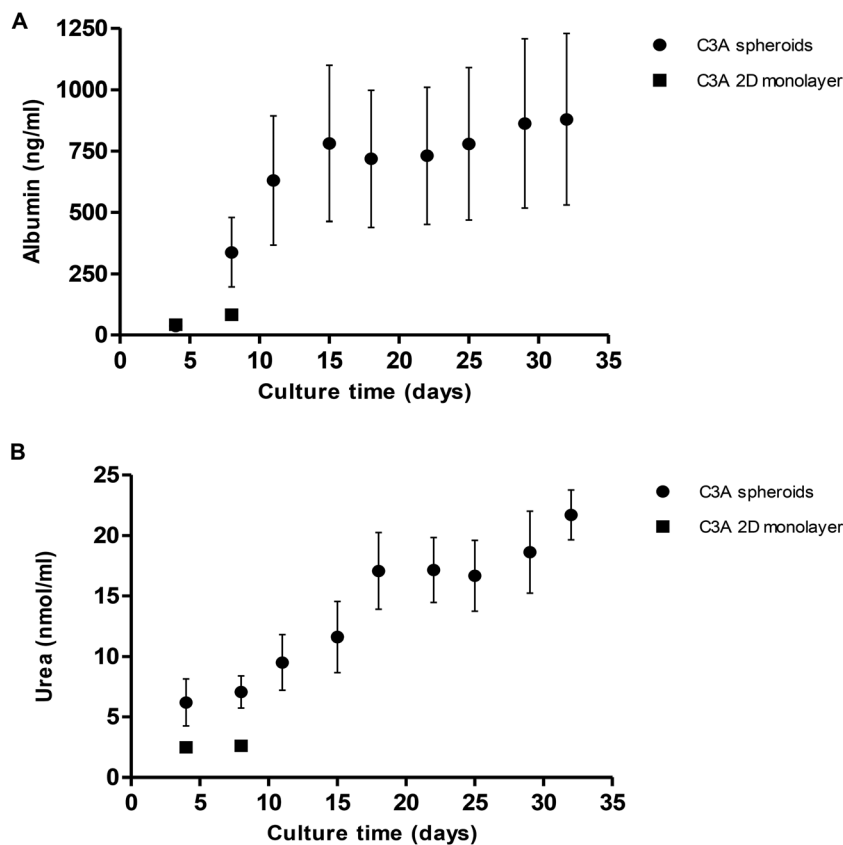 A
1250
1000
750
500
250
0
0 5 10 15 20 25 30 35
Albumin (ng/ml)
Culture time (days)
C3A spheroids
C3A 2D monolayer
B
25
20
15
10
5
0
0 5 10 15 20 25 30 35
Urea (nmol/ml)
Culture time (days)
C3A spheroids
C3A 2D monolayer